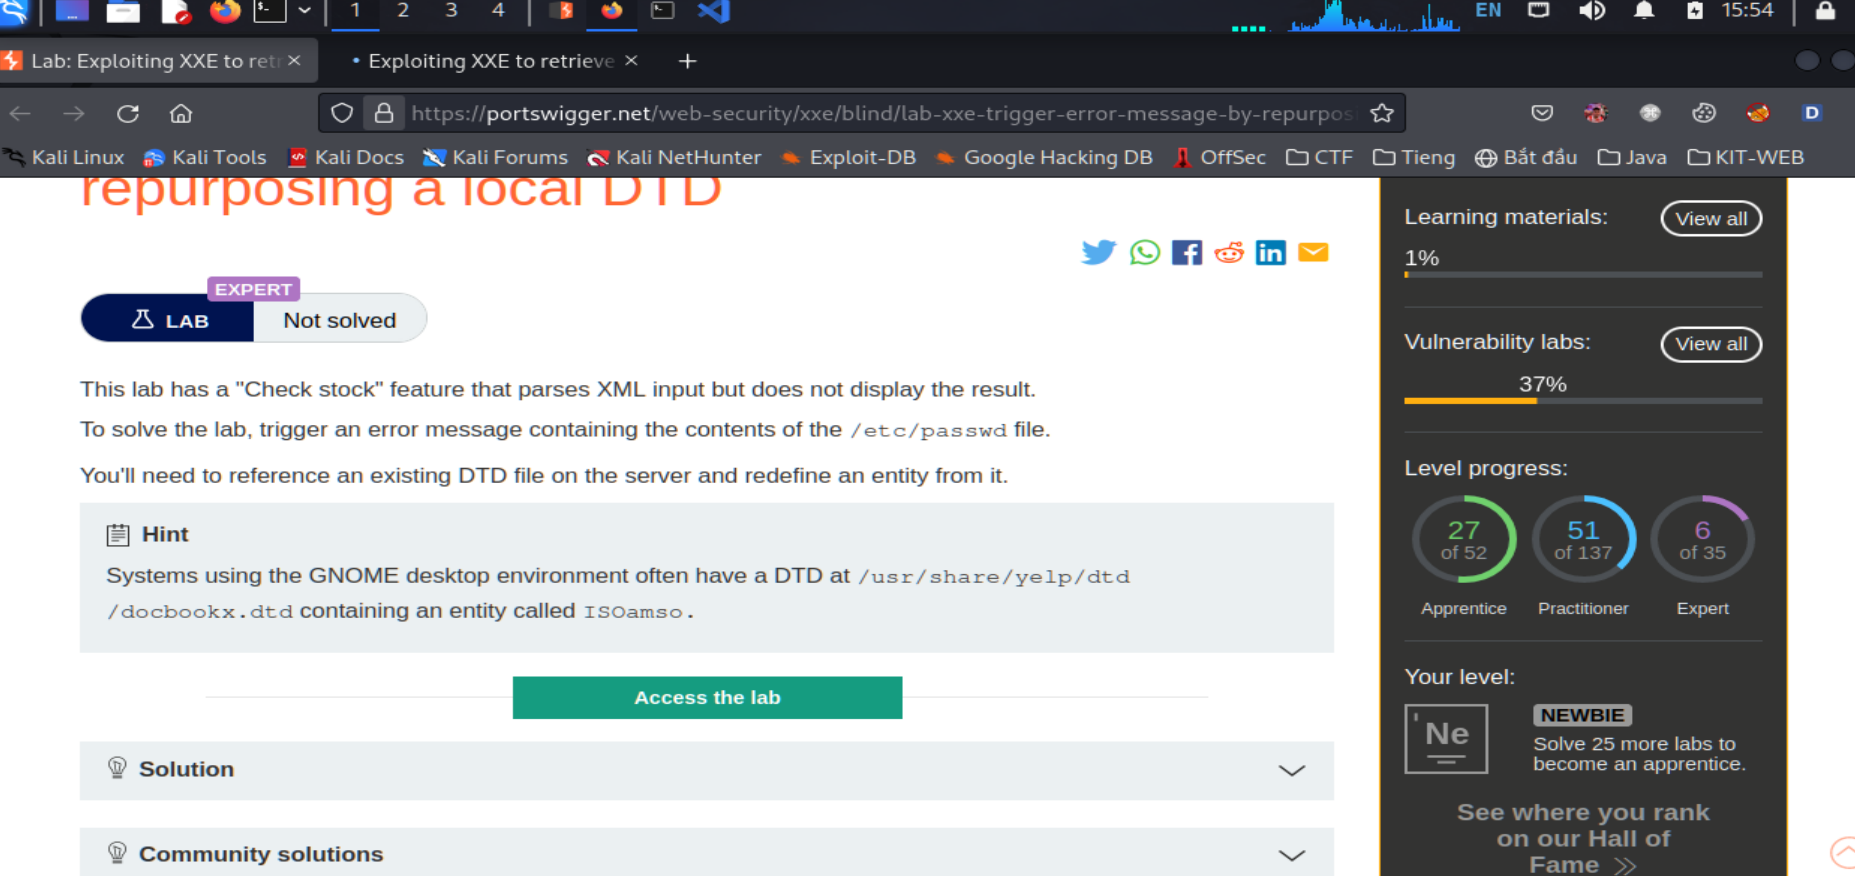 1 2 3 4 EN 15:54
Lab: Exploiting XXE to retr × • Exploiting XXE to retrieve × +
https://portswigger.net/web-security/xxe/blind/lab-xxe-trigger-error-message-by-repurpos
Kali Linux Kali Tools Kali Docs Kali Forums Kali NetHunter Exploit-DB Google Hacking DB OffSec CTF Tieng Bắt đầu Java KIT-WEB
repurposing a local DTD
EXPERT
LAB Not solved
This lab has a "Check stock" feature that parses XML input but does not display the result.
To solve the lab, trigger an error message containing the contents of the /etc/passwd file.
You'll need to reference an existing DTD file on the server and redefine an entity from it.
Hint
Systems using the GNOME desktop environment often have a DTD at /usr/share/yelp/dtd
/docbookx.dtd containing an entity called ISOamso.
Access the lab
Solution
Community solutions
Learning materials: View all
1%
Vulnerability labs: View all
37%
Level progress:
27 51 6
of 52 of 137 of 35
Apprentice Practitioner Expert
Your level:
Ne
NEWBIE
Solve 25 more labs to
become an apprentice.
See where you rank
on our Hall of
Fame